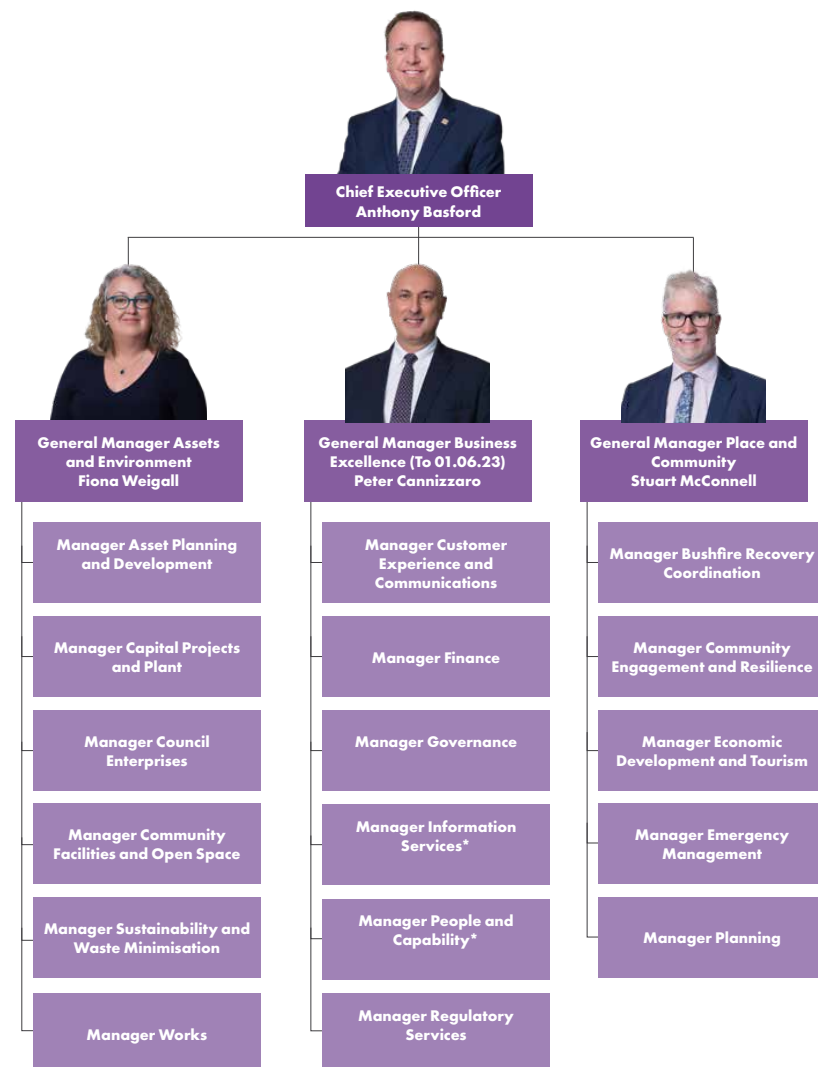 Chief Executive Officer
Anthony Basford
General Manager Assets
and Environment
Fiona Weigall
General Manager Business
Excellence (To 01.06.23)
Peter Cannizzaro
General Manager Place and
Community
Stuart McConnell
Manager Asset Planning
and Development
Manager Capital Projects
and Plant
Manager Council
Enterprises
Manager Community
Facilities and Open Space
Manager Sustainability and
Waste Minimisation
Manager Works
Manager Customer
Experience and
Communications
Manager Finance
Manager Governance
Manager Information
Services*
Manager People and
Capability*
Manager Regulatory
Services
Manager Bushfire Recovery
Coordination
Manager Community
Engagement and Resilience
Manager Economic
Development and Tourism
Manager Emergency
Management
Manager Planning